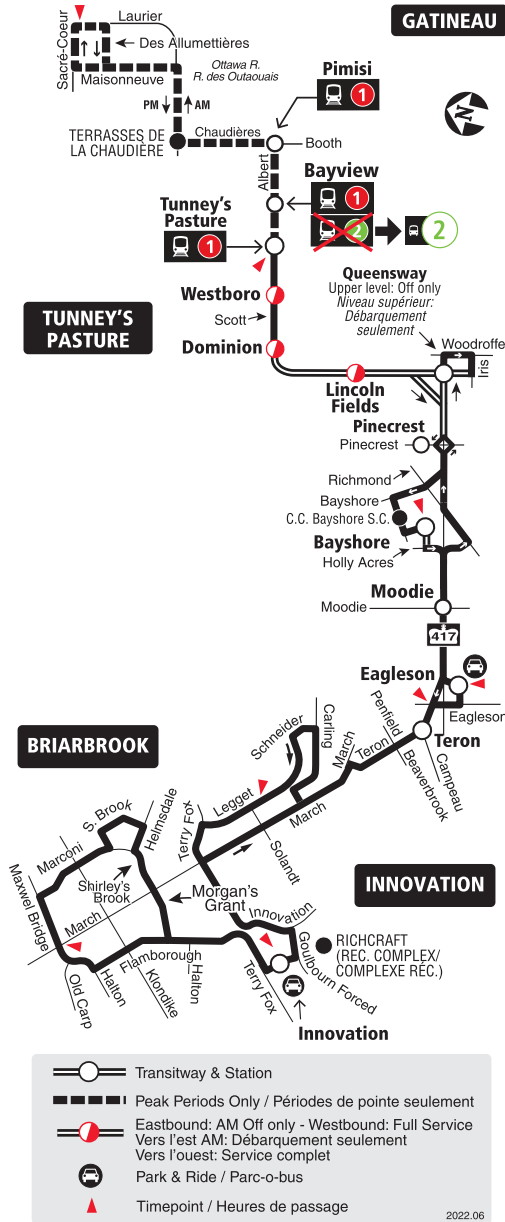 GATINEAU
Laurier
Des Allumettières
Sacré-Coeur
Maisonneuve
Ottawa R.
R. des Outaouais
PM
AM
Pimisi
1
N
TERRASSES DE
LA CHAUDIÈRE
Chaudières
Booth
Albert
Bayview
1
2
2
Tunney's
Pasture
1
Queensway
Upper level: Off only
Niveau supérieur:
Débarquement
seulement
Westboro
Scott
TUNNEY'S
PASTURE
Dominion
Woodroffe
Iris
Lincoln
Fields
Pinecrest
Pinecrest
Richmond
Bayshore
C.C. Bayshore S.C.
Bayshore
Holly Acres
Moodie
Moodie
417
Eagleson
Eagleson
Teron
BRIARBROOK
Schneider
Carling
March
Teron
Penfield
Beaverbrook
Campeau
Legget
March
Solandt
Terry Fox
Helmsdale
S. Brook
Marconi
Maxwel Bridge
Shirley's
Brook
Morgan's
Grant
March
INNOVATION
Innovation
Goulbourn Forced
RICHCRAFT
(REC. COMPLEX/
COMPLEXE RÉC.)
Old Carp
Halton
Flamborough
Klondike
Halton
Terry Fox
Innovation
Transitway & Station
Peak Periods Only / Périodes de pointe seulement
Eastbound: AM Off only - Westbound: Full Service
Vers l'est AM: Débarquement seulement
Vers l'ouest: Service complet
Park & Ride / Parc-o-bus
Timepoint / Heures de passage
2022.06